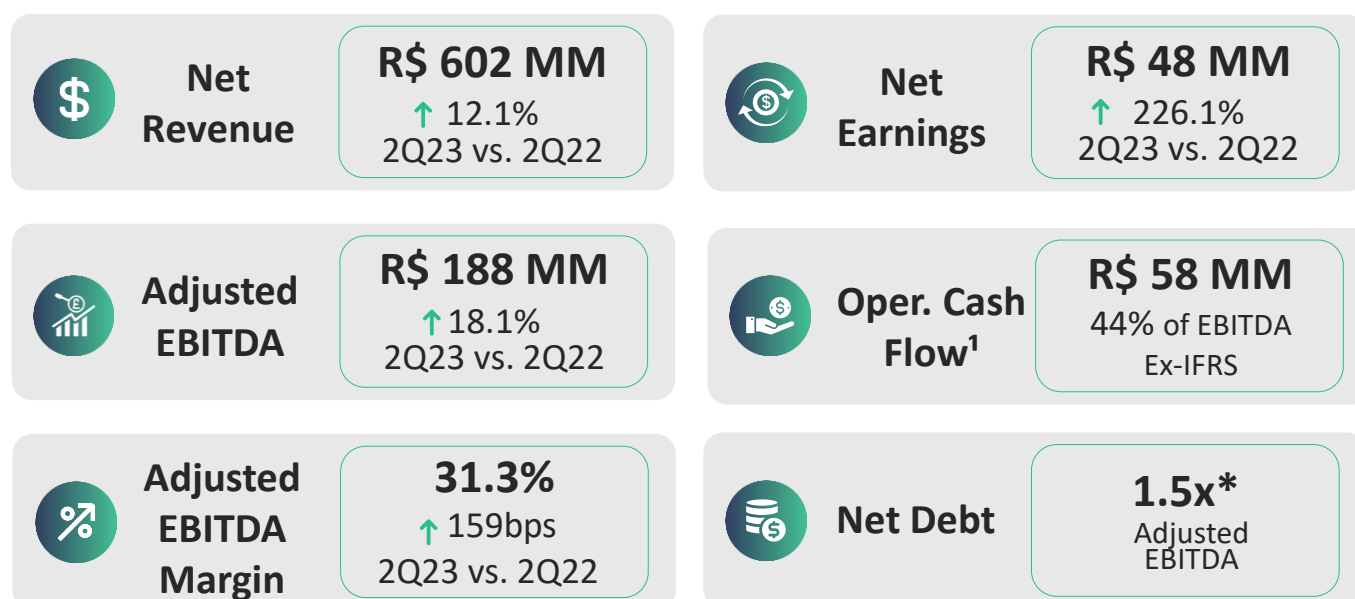 Net
Revenue
R$ 602 MM
↑ 12.1%
2Q23 vs. 2Q22
Net
Earnings
R$ 48 MM
↑ 226.1%
2Q23 vs. 2Q22
Adjusted
EBITDA
R$ 188 MM
↑ 18.1%
2Q23 vs. 2Q22
Oper. Cash
Flow¹
R$ 58 MM
44% of EBITDA
Ex-IFRS
Adjusted
EBITDA
Margin
31.3%
↑ 159bps
2Q23 vs. 2Q22
Net Debt
1.5x*
Adjusted
EBITDA